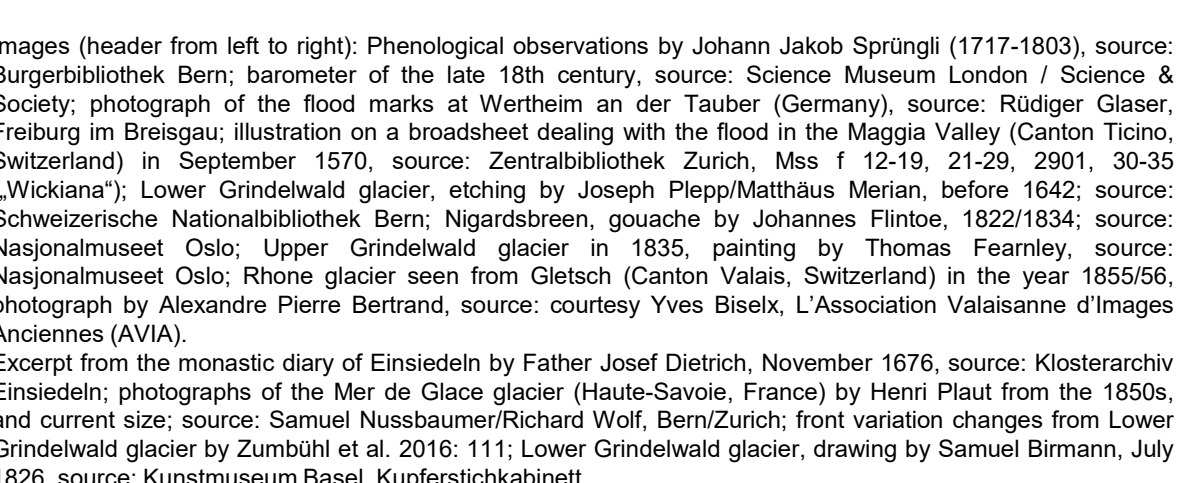 Images (header from left to right): Phenological observations by Johann Jakob Sprüngli (1717-1803), source:
Burgerbibliothek Bern; barometer of the late 18th century, source: Science Museum London / Science &
Society; photograph of the flood marks at Wertheim an der Tauber (Germany), source: Rüdiger Glaser,
Freiburg im Breisgau; illustration on a broadsheet dealing with the flood in the Maggia Valley (Canton Ticino,
Switzerland) in September 1570, source: Zentralbibliothek Zurich, Mss f 12-19, 21-29, 2901, 30-35
(„Wickiana“); Lower Grindelwald glacier, etching by Joseph Plepp/Matthäus Merian, before 1642; source:
Schweizerische Nationalbibliothek Bern; Nigardsbreen, gouache by Johannes Flintoe, 1822/1834; source:
Nasjonalmuseet Oslo; Upper Grindelwald glacier in 1835, painting by Thomas Fearnley, source:
Nasjonalmuseet Oslo; Rhone glacier seen from Gletsch (Canton Valais, Switzerland) in the year 1855/56,
photograph by Alexandre Pierre Bertrand, source: courtesy Yves Biselx, L’Association Valaisanne d’Images
Anciennes (AVIA).
Excerpt from the monastic diary of Einsiedeln by Father Josef Dietrich, November 1676, source: Klosterarchiv
Einsiedeln; photographs of the Mer de Glace glacier (Haute-Savoie, France) by Henri Plaut from the 1850s,
and current size; source: Samuel Nussbaumer/Richard Wolf, Bern/Zurich; front variation changes from Lower
Grindelwald glacier by Zumbühl et al. 2016: 111; Lower Grindelwald glacier, drawing by Samuel Birmann, July
1826, source: Kunstmuseum Basel, Kupferstichkabinett